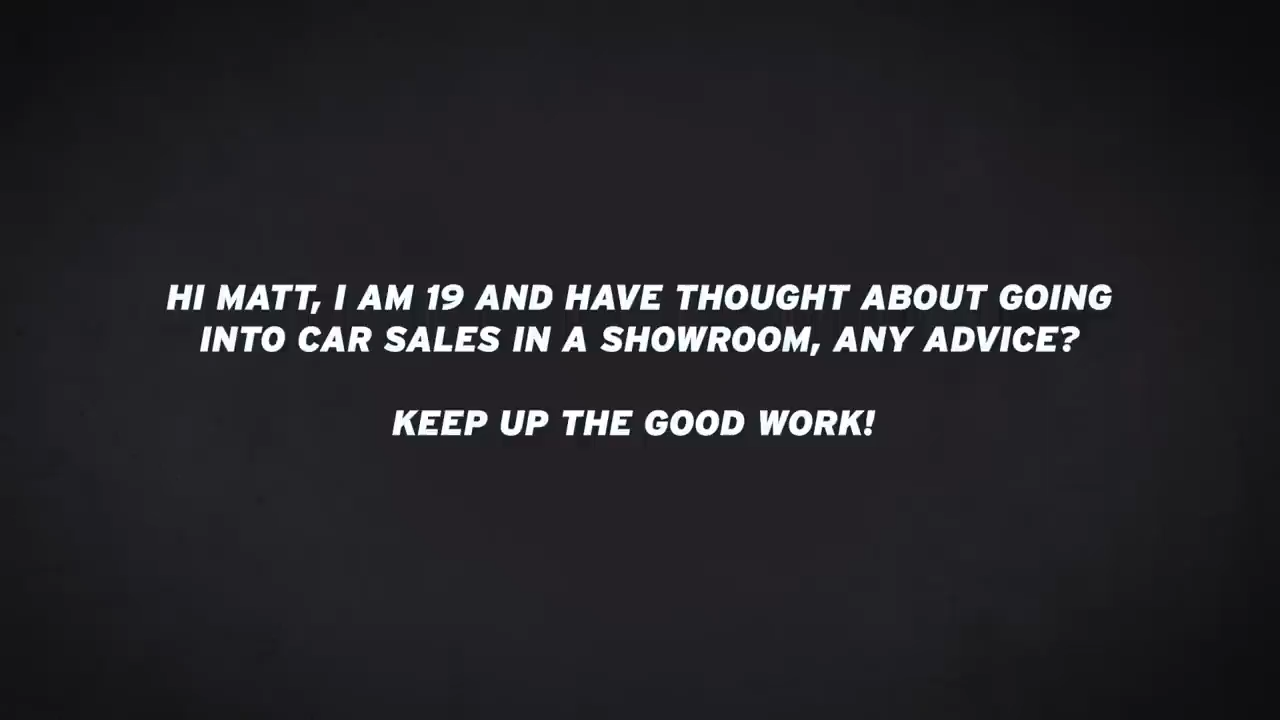 HI MATT, I AM 19 AND HAVE THOUGHT ABOUT GOING
INTO CAR SALES IN A SHOWROOM, ANY ADVICE?
KEEP UP THE GOOD WORK!